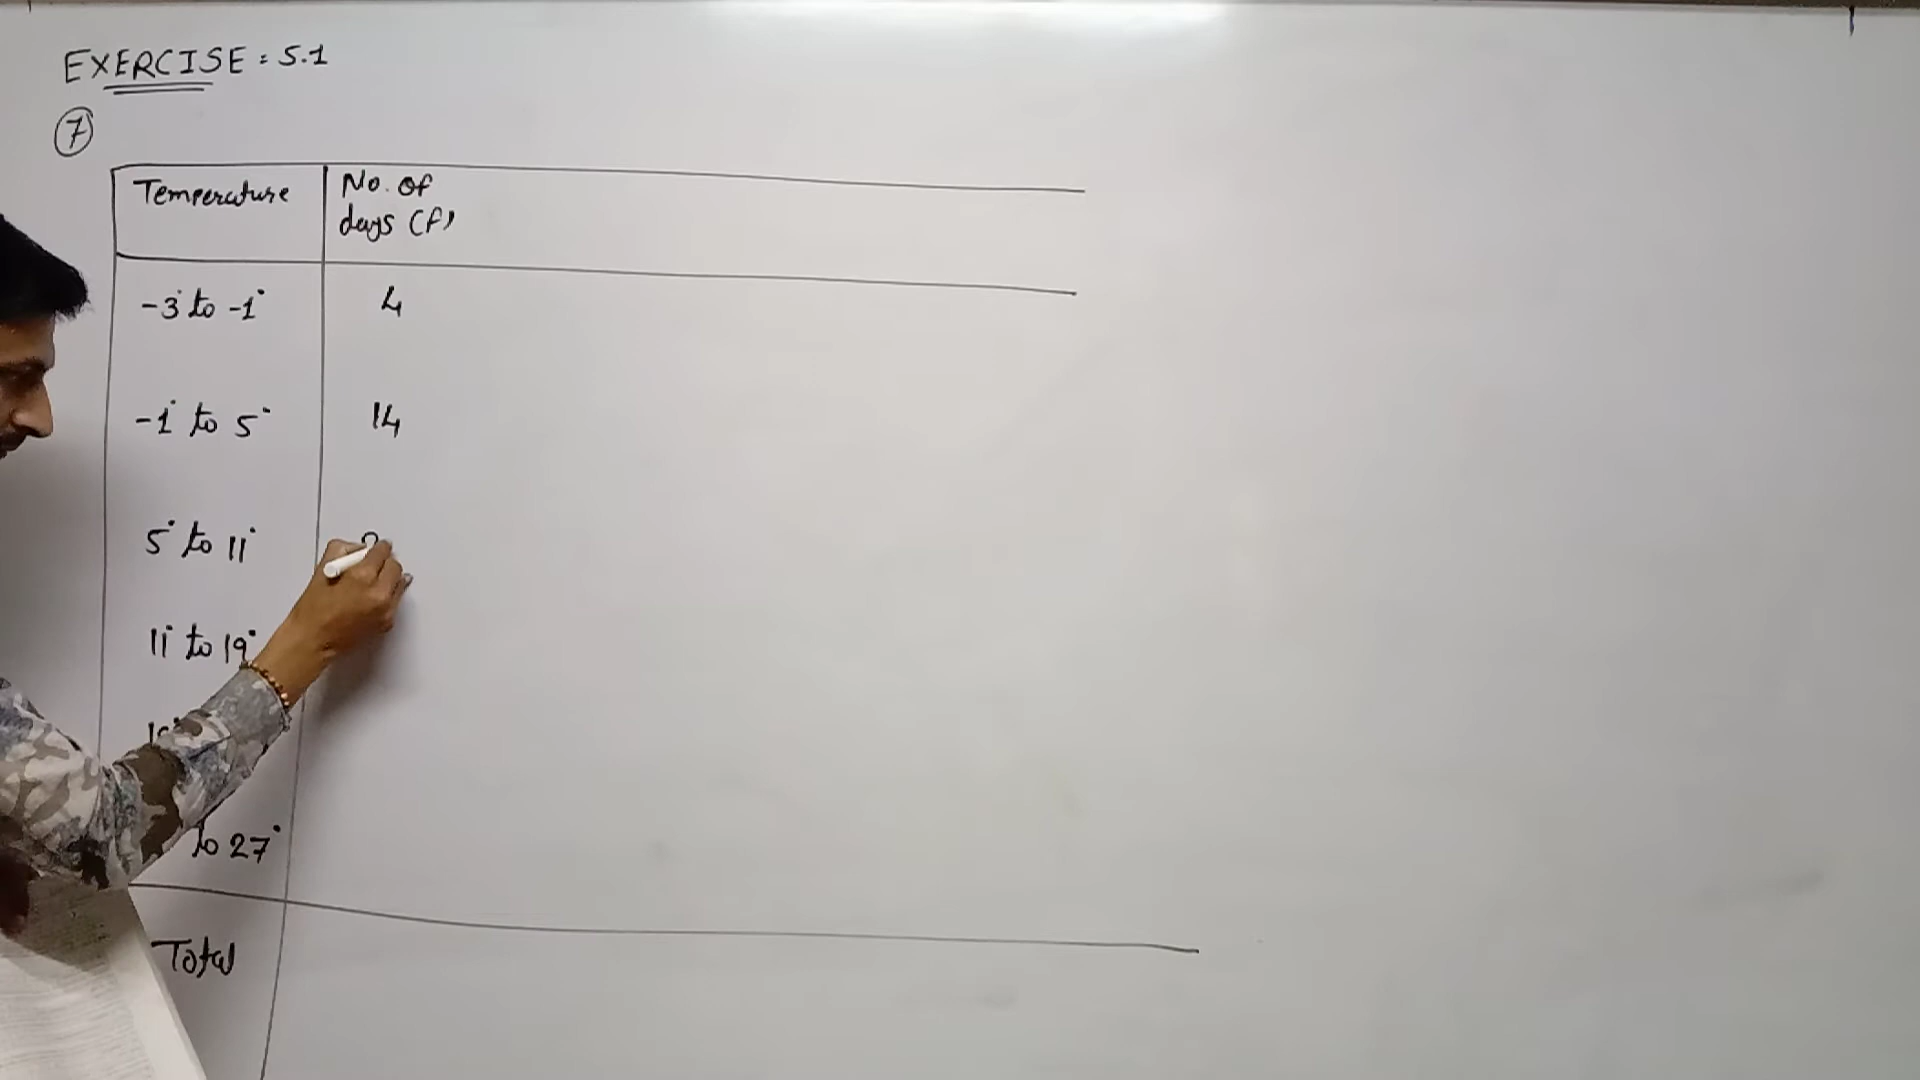 EXERCISE : 5.1
7
Temperature
No. of
days (f)
-3° to -1°
4
-1° to 5°
14
5° to 11°
11° to 19°
to 27°
Total